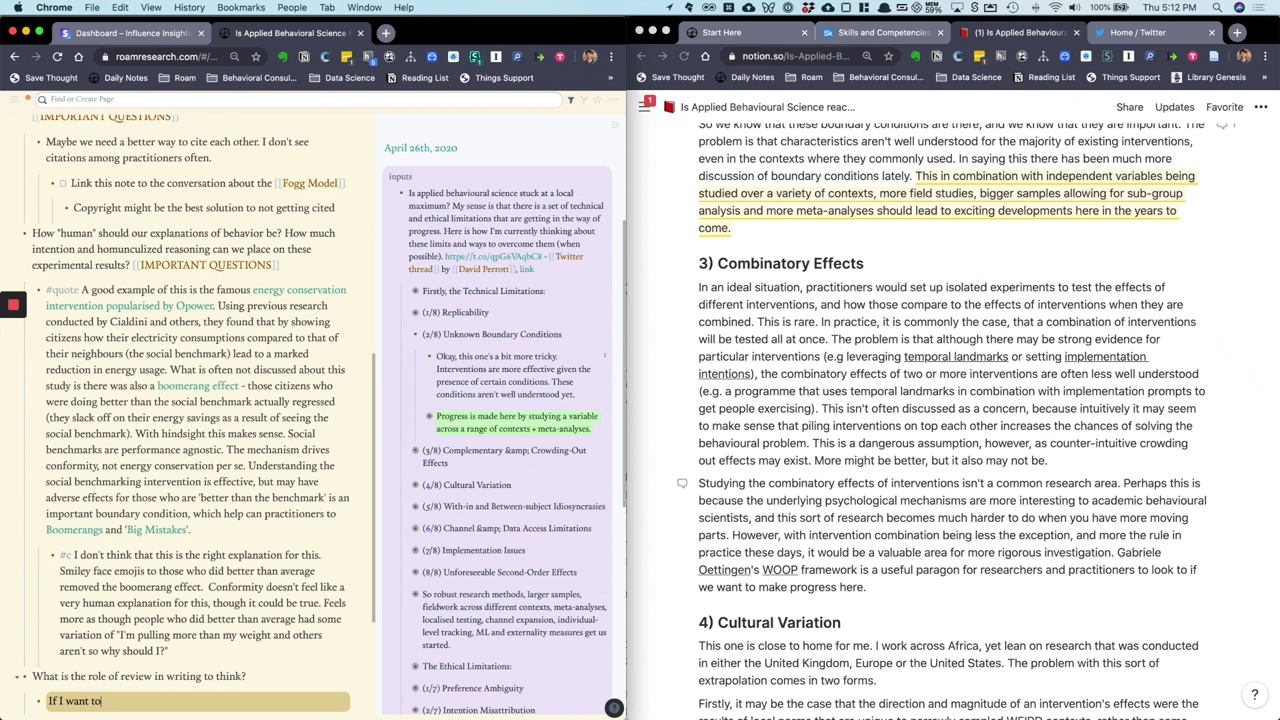 Chrome File Edit View History Bookmarks People Tab Window Help
100% Thu 5:12 PM
Dashboard – Influence Insights
Is Applied Behavioural Science
roamresearch.com/#/...
Save Thought Daily Notes Roam Behavioral Consul... Data Science Reading List Things Support »
Find or Create Page
[[IMPORTANT QUESTIONS]]
Maybe we need a better way to cite each other. I don't see
citations among practitioners often.
Link this note to the conversation about the [[Fogg Model]]
Copyright might be the best solution to not getting cited
How "human" should our explanations of behavior be? How much
intention and homunculized reasoning can we place on these
experimental results? [[IMPORTANT QUESTIONS]]
#quote A good example of this is the famous energy conservation
intervention popularised by Opower. Using previous research
conducted by Cialdini and others, they found that by showing
citizens how their electricity consumptions compared to that of
their neighbours (the social benchmark) lead to a marked
reduction in energy usage. What is often not discussed about this
study is there was also a boomerang effect - those citizens who
were doing better than the social benchmark actually regressed
(they slack off on their energy savings as a result of seeing the
social benchmark). With hindsight this makes sense. Social
benchmarks are performance agnostic. The mechanism drives
conformity, not energy conservation per se. Understanding the
social benchmarking intervention is effective, but may have
adverse effects for those who are 'better than the benchmark' is an
important boundary condition, which help can practitioners to
Boomerangs and 'Big Mistakes'.
#c I don't think that this is the right explanation for this.
Smiley face emojis to those who did better than average
removed the boomerang effect. Conformity doesn't feel like a
very human explanation for this, though it could be true. Feels
more as though people who did better than average had some
variation of "I'm pulling more than my weight and others
aren't so why should I?"
What is the role of review in writing to think?
If I want to
April 26th, 2020
inputs
Is applied behavioural science stuck at a local
maximum? My sense is that there is a set of technical
and ethical limitations that are getting in the way of
progress. Here is how I'm currently thinking about
these limits and ways to overcome them (when
possible). https://t.co/qpG6VAqbC8 - [[Twitter
thread]] by [[David Perrott]], link
Firstly, the Technical Limitations:
(1/8) Replicability
(2/8) Unknown Boundary Conditions
Okay, this one's a bit more tricky.
Interventions are more effective given the
presence of certain conditions. These
conditions aren't well understood yet.
Progress is made here by studying a variable
across a range of contexts + meta-analyses.
(3/8) Complementary &amp; Crowding-Out
Effects
(4/8) Cultural Variation
(5/8) With-in and Between-subject Idiosyncrasies
(6/8) Channel &amp; Data Access Limitations
(7/8) Implementation Issues
(8/8) Unforeseeable Second-Order Effects
So robust research methods, larger samples,
fieldwork across different contexts, meta-analyses,
localised testing, channel expansion, individual-
level tracking, ML and externality measures get us
started.
The Ethical Limitations:
(1/7) Preference Ambiguity
(2/7) Intention Misattribution
Start Here
Skills and Competencies
(1) Is Applied Behavioural
Home / Twitter
notion.so/Is-Applied-B...
Save Thought Daily Notes Roam Behavioral Consul... Data Science Reading List Things Support Library Genesis »
1
Is Applied Behavioural Science reac...
Share Updates Favorite •••
So we know that these boundary conditions are there, and we know that they are important. The
problem is that characteristics aren't well understood for the majority of existing interventions,
even in the contexts where they commonly used. In saying this there has been much more
discussion of boundary conditions lately. This in combination with independent variables being
studied over a variety of contexts, more field studies, bigger samples allowing for sub-group
analysis and more meta-analyses should lead to exciting developments here in the years to
come.
3) Combinatory Effects
In an ideal situation, practitioners would set up isolated experiments to test the effects of
different interventions, and how those compare to the effects of interventions when they are
combined. This is rare. In practice, it is commonly the case, that a combination of interventions
will be tested all at once. The problem is that although there may be strong evidence for
particular interventions (e.g leveraging temporal landmarks or setting implementation
intentions), the combinatory effects of two or more interventions are often less well understood
(e.g. a programme that uses temporal landmarks in combination with implementation prompts to
get people exercising). This isn't often discussed as a concern, because intuitively it may seem
to make sense that piling interventions on top each other increases the chances of solving the
behavioural problem. This is a dangerous assumption, however, as counter-intuitive crowding
out effects may exist. More might be better, but it also may not be.
Studying the combinatory effects of interventions isn't a common research area. Perhaps this is
because the underlying psychological mechanisms are more interesting to academic behavioural
scientists, and this sort of research becomes much harder to do when you have more moving
parts. However, with intervention combination being less the exception, and more the rule in
practice these days, it would be a valuable area for more rigorous investigation. Gabriele
Oettingen's WOOP framework is a useful paragon for researchers and practitioners to look to if
we want to make progress here.
4) Cultural Variation
This one is close to home for me. I work across Africa, yet lean on research that was conducted
in either the United Kingdom, Europe or the United States. The problem with this sort of
extrapolation comes in two forms.
Firstly, it may be the case that the direction and magnitude of an intervention's effects were the
?